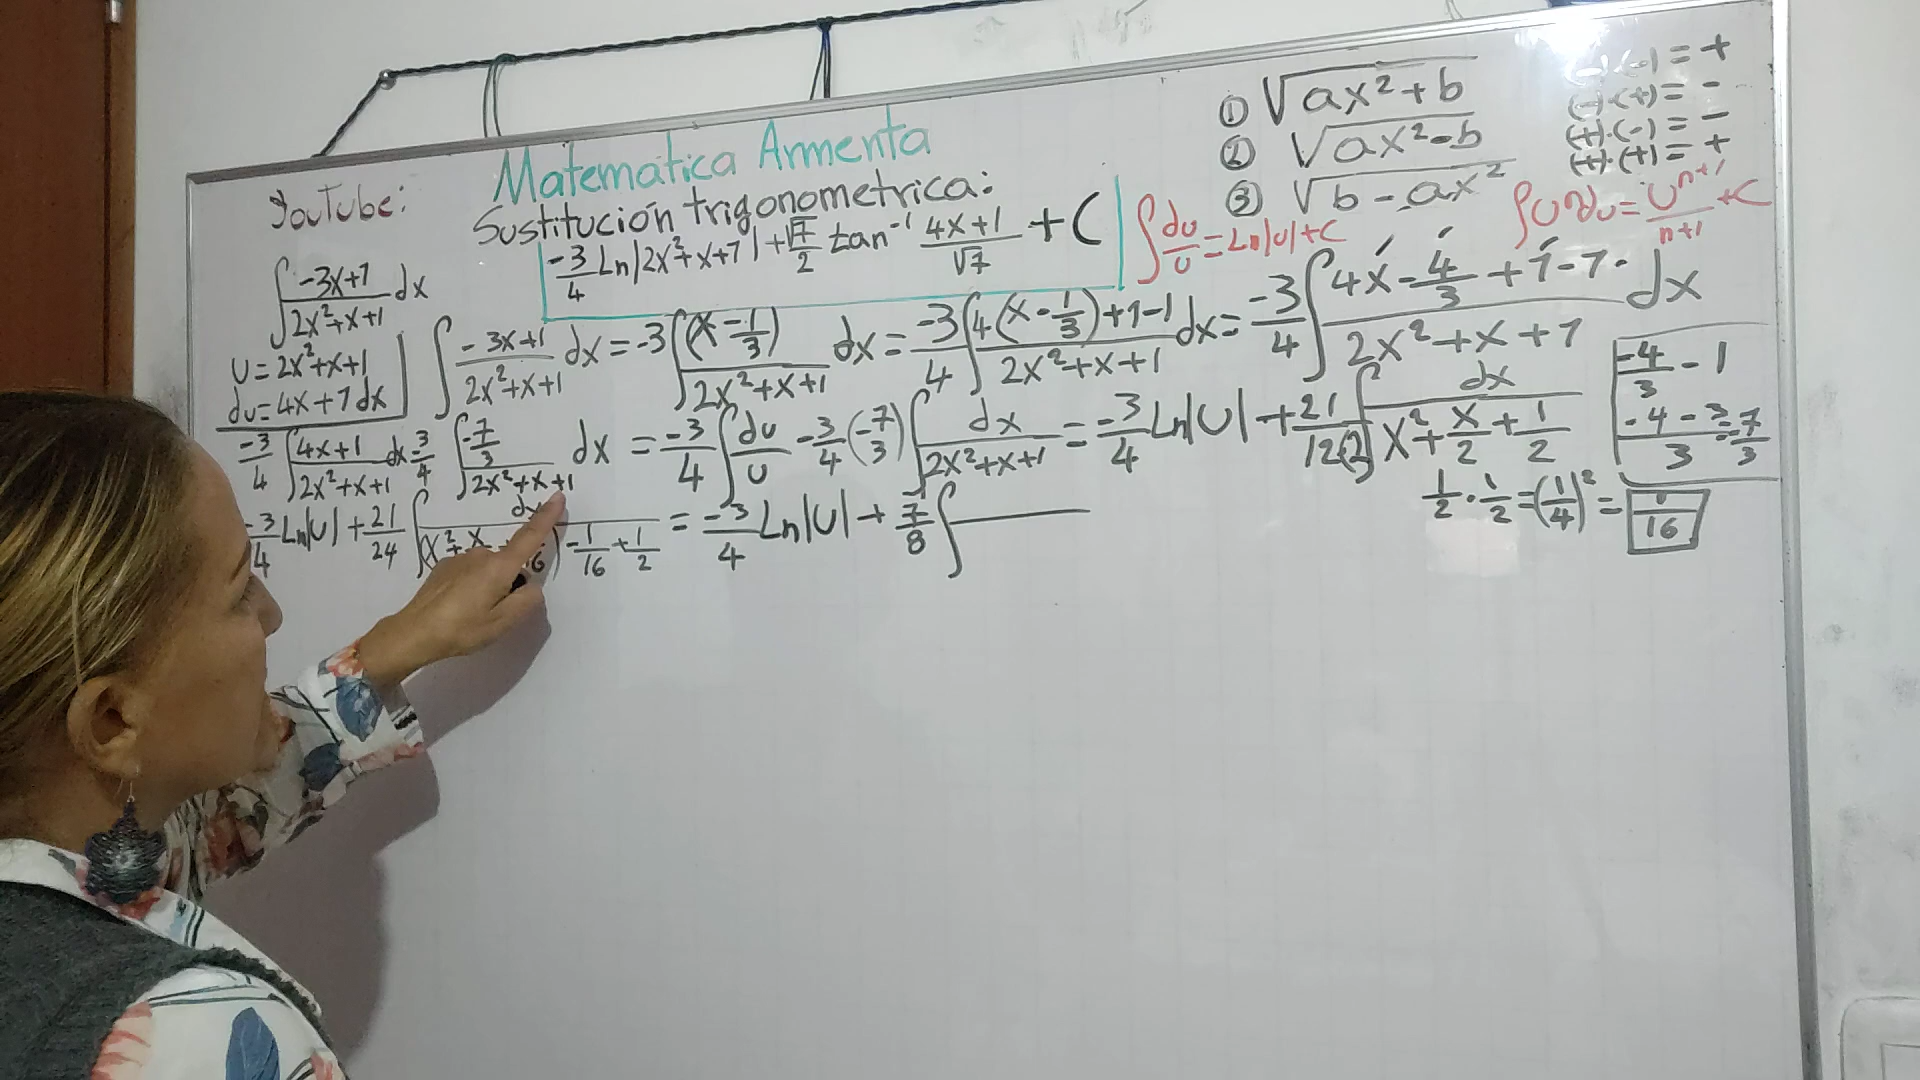 Matematica Armenta
YouTube:
Sustitución trigonometrica:
-3/4 Ln|2x²+x+7| + √7/2 tan⁻¹ 4x+1/√7 + C
① √ax²+b
② √ax²-b
③ √b-ax²
(-)·(+) = -
(+)·(-) = -
(+)·(+) = +
∫ du/u = Ln|u|+C
∫ uⁿdu = uⁿ⁺¹/n+1 + C
∫ -3x+1/2x²+x+1 dx
u = 2x²+x+1
du = 4x+1 dx
∫ -3x+1/2x²+x+1 dx = -3 ∫ (x-1/3)/2x²+x+1 dx = -3/4 ∫ 4(x-1/3)+1-1/2x²+x+1 dx = -3/4 ∫ 4x-4/3+1-1/2x²+x+1 dx
-4/3 - 1
-4-3/3 = -7/3
-3/4 ∫ 4x+1/2x²+x+1 dx - 3/4 ∫ -7/3/2x²+x+1 dx = -3/4 ∫ du/u - 3/4 (-7/3) ∫ dx/2x²+x+1 = -3/4 Ln|u| + 21/12(2) ∫ dx/x²+x/2+1/2
1/2 · 1/2 = (1/4)² = 1/16
-3/4 Ln|u| + 21/24 ∫ dx - 1/16 + 1/2 = -3/4 Ln|u| + 7/8 ∫